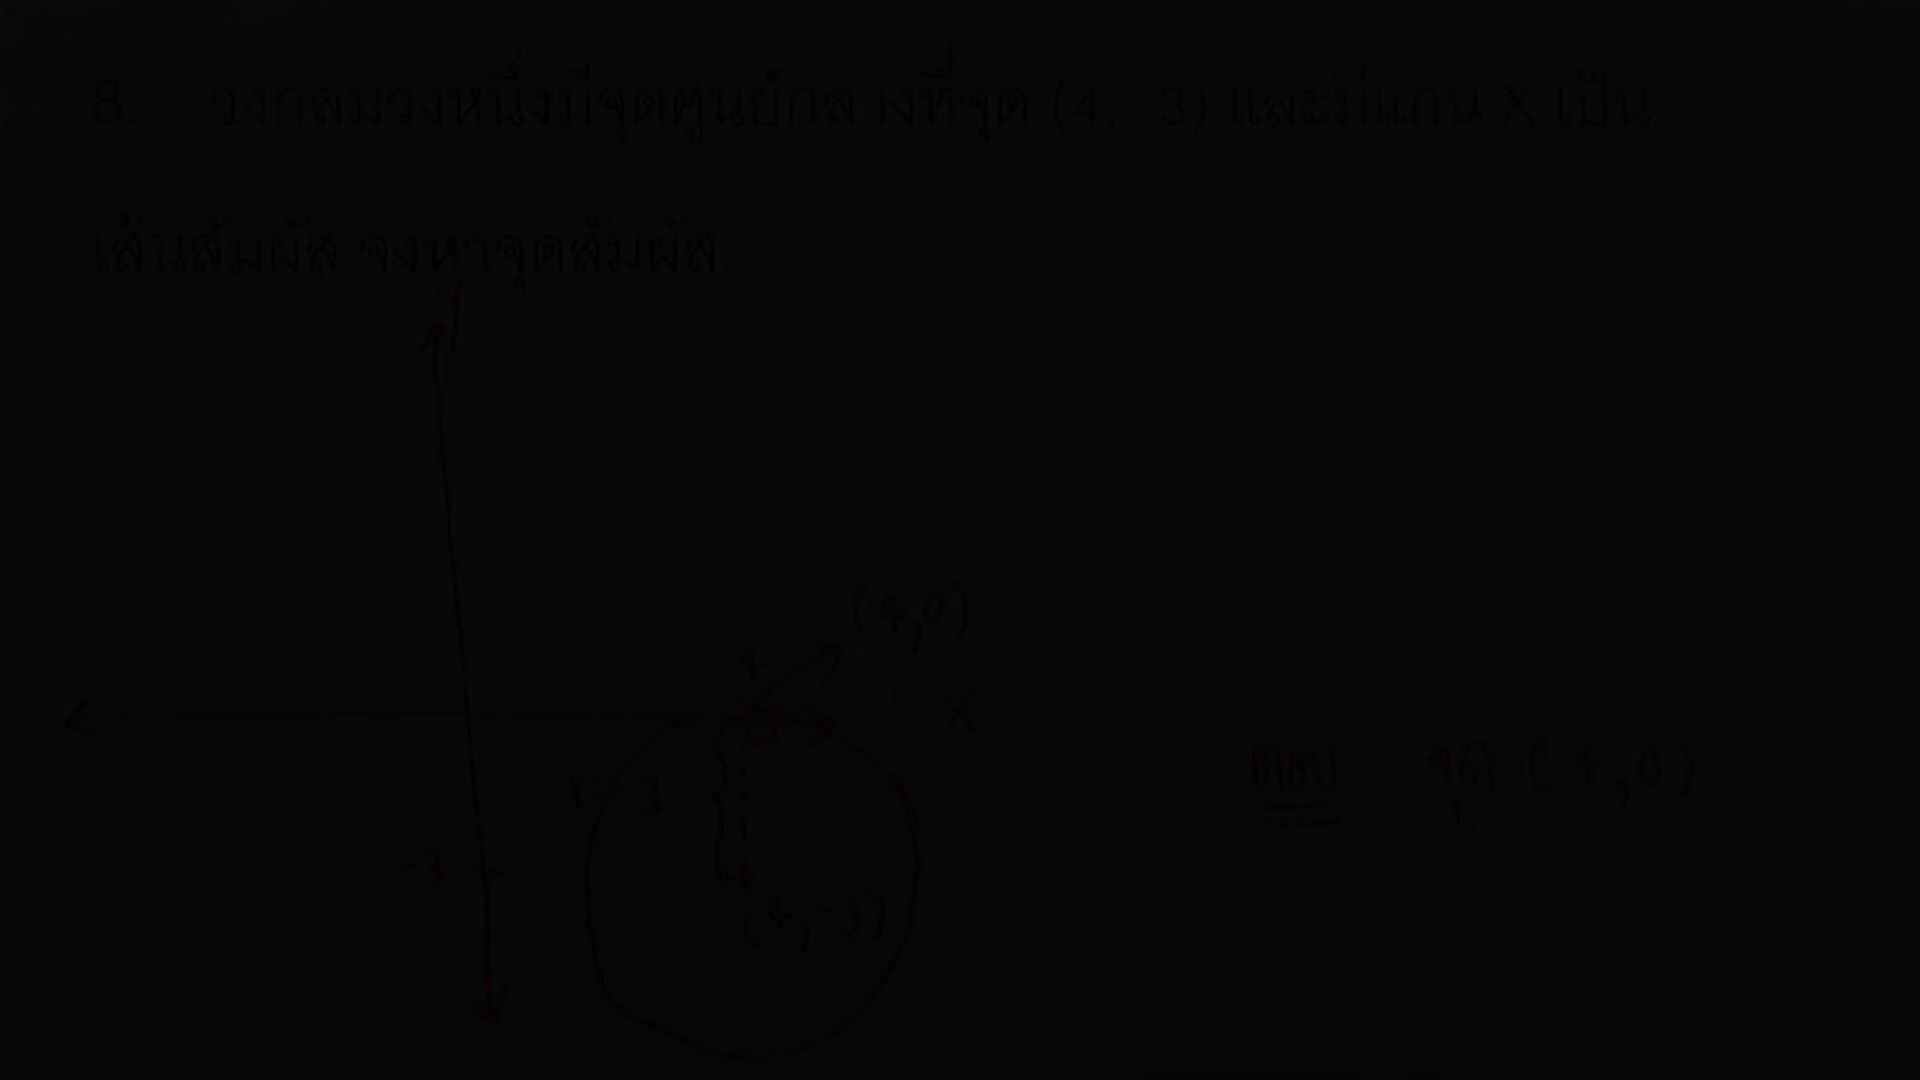 8. วงกลมวงหนึ่งมีจุดศูนย์กลางที่จุด (4, -3) และมีแกน X เป็น
เส้นสัมผัส จงหาจุดสัมผัส
Y
(4,0)
4
X
r = 3
ตอบ จุด (4,0)
-3
(4,-3)